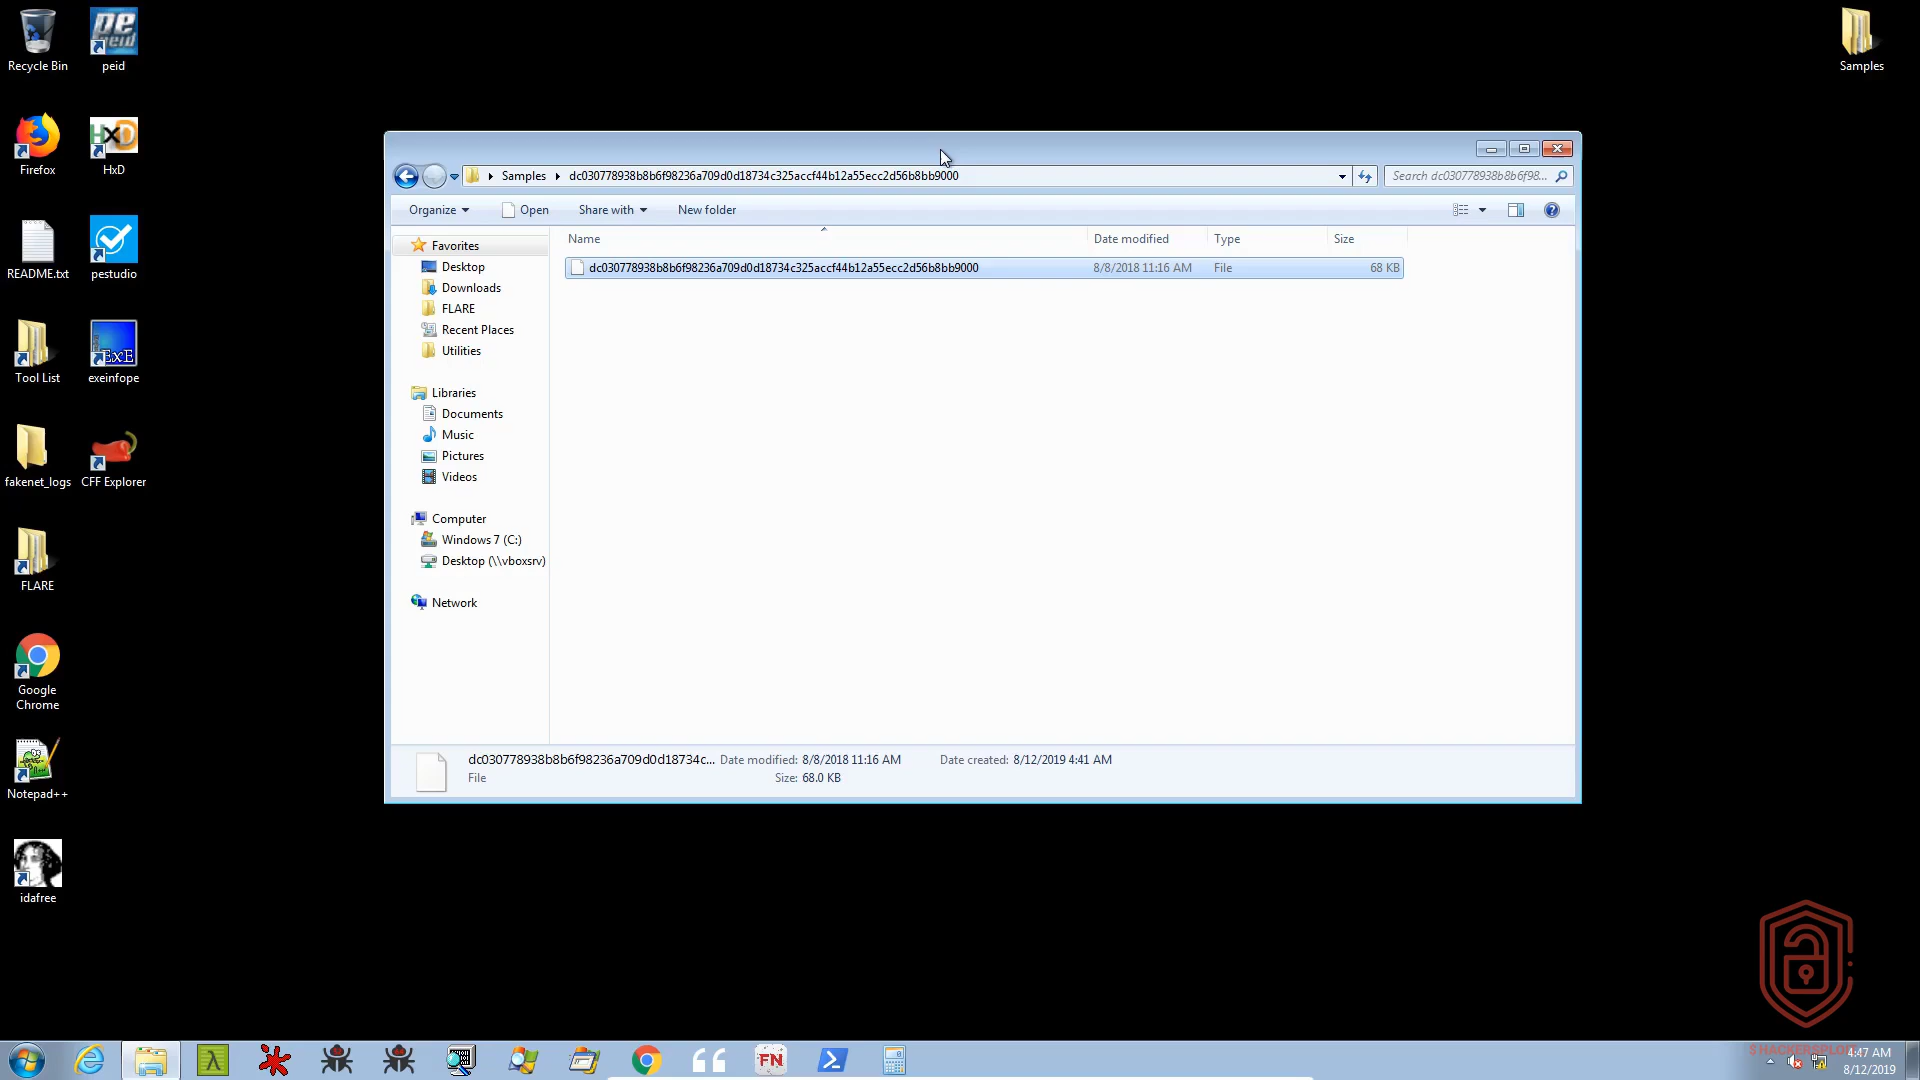 Recycle Bin
peid
Samples
Firefox
HxD
README.txt
pestudio
Tool List
exeinfope
fakenet_logs
CFF Explorer
FLARE
Google
Chrome
Notepad++
idafree
Samples
dc030778938b8b6f98236a709d0d18734c325accf44b12a55ecc2d56b8bb9000
Search dc030778938b8b6f98...
Organize
Open
Share with
New folder
Name
Date modified
Type
Size
dc030778938b8b6f98236a709d0d18734c325accf44b12a55ecc2d56b8bb9000
8/8/2018 11:16 AM
File
68 KB
Favorites
Desktop
Downloads
FLARE
Recent Places
Utilities
Libraries
Documents
Music
Pictures
Videos
Computer
Windows 7 (C:)
Desktop (\\vboxsrv)
Network
dc030778938b8b6f98236a709d0d18734c...
Date modified: 8/8/2018 11:16 AM
Date created: 8/12/2019 4:41 AM
File
Size: 68.0 KB
FN
$ HACKERSPLOIT
4:47 AM
8/12/2019